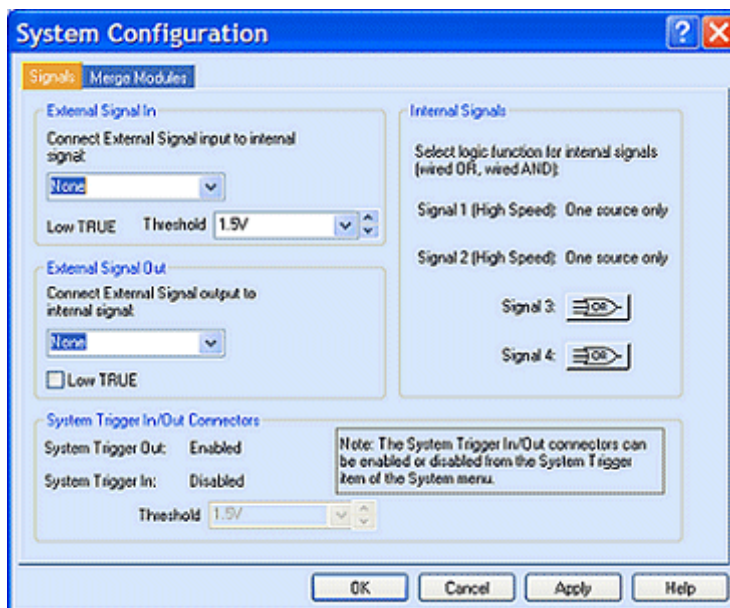 System Configuration
Signals
Merge Modules
External Signal In
Connect External Signal input to internal
signal:
None
Low TRUE Threshold 1.5V
External Signal Out
Connect External Signal output to
internal signal:
None
Low TRUE
Internal Signals
Select logic function for internal signals
(wired OR, wired AND):
Signal 1 (High Speed): One source only
Signal 2 (High Speed): One source only
Signal 3: OR
Signal 4: OR
System Trigger In/Out Connectors
System Trigger Out: Enabled
System Trigger In: Disabled
Threshold 1.5V
Note: The System Trigger In/Out connectors can
be enabled or disabled from the System Trigger
item of the System menu.
OK Cancel Apply Help